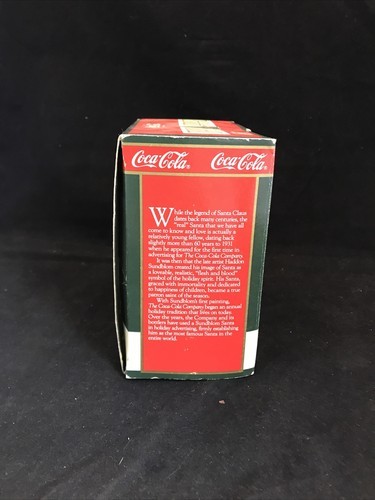 Coca-Cola® Coca-Cola®
While the legend of Santa Claus
dates back many centuries, the
"real" Santa that we have all
come to know and love is actually a
relatively young fellow, dating back
slightly more than 60 years to 1931
when he appeared for the first time in
advertising for The Coca-Cola Company.
It was then that the late artist Haddon
Sundblom created his image of Santa as
a loveable, realistic, "flesh and blood"
symbol of the holiday spirit. His Santa,
graced with immortality and dedicated
to happiness of children, became a true
patron saint of the season.
With Sundblom's first painting,
The Coca-Cola Company began an annual
holiday tradition that lives on today.
Over the years, the Company and its
bottlers have used a Sundblom Santa
in holiday advertising, firmly establishing
him as the most famous Santa in the
entire world.